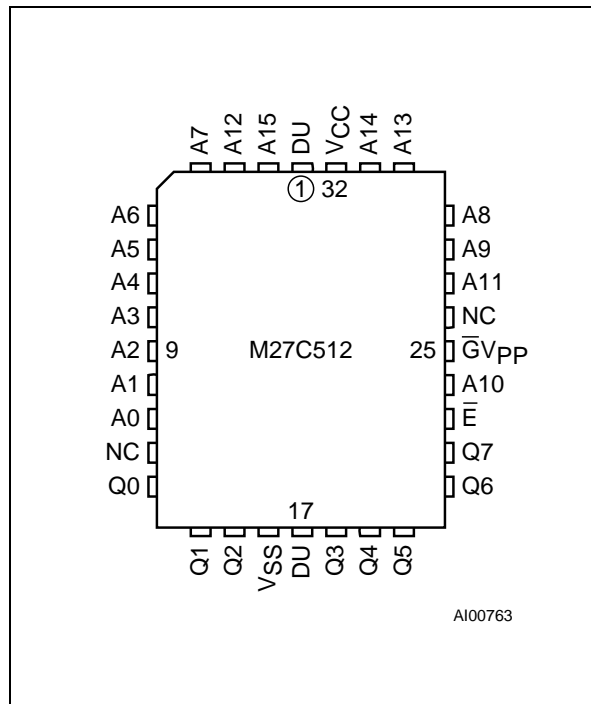 A7 A12 A15 DU VCC A14 A13
1 32
A6 A8
A5 A9
A4 A11
A3 NC
A2 9 M27C512 25 G̅VPP
A1 A10
A0 E̅
NC Q7
Q0 Q6
17
Q1 Q2 VSS DU Q3 Q4 Q5
AI00763